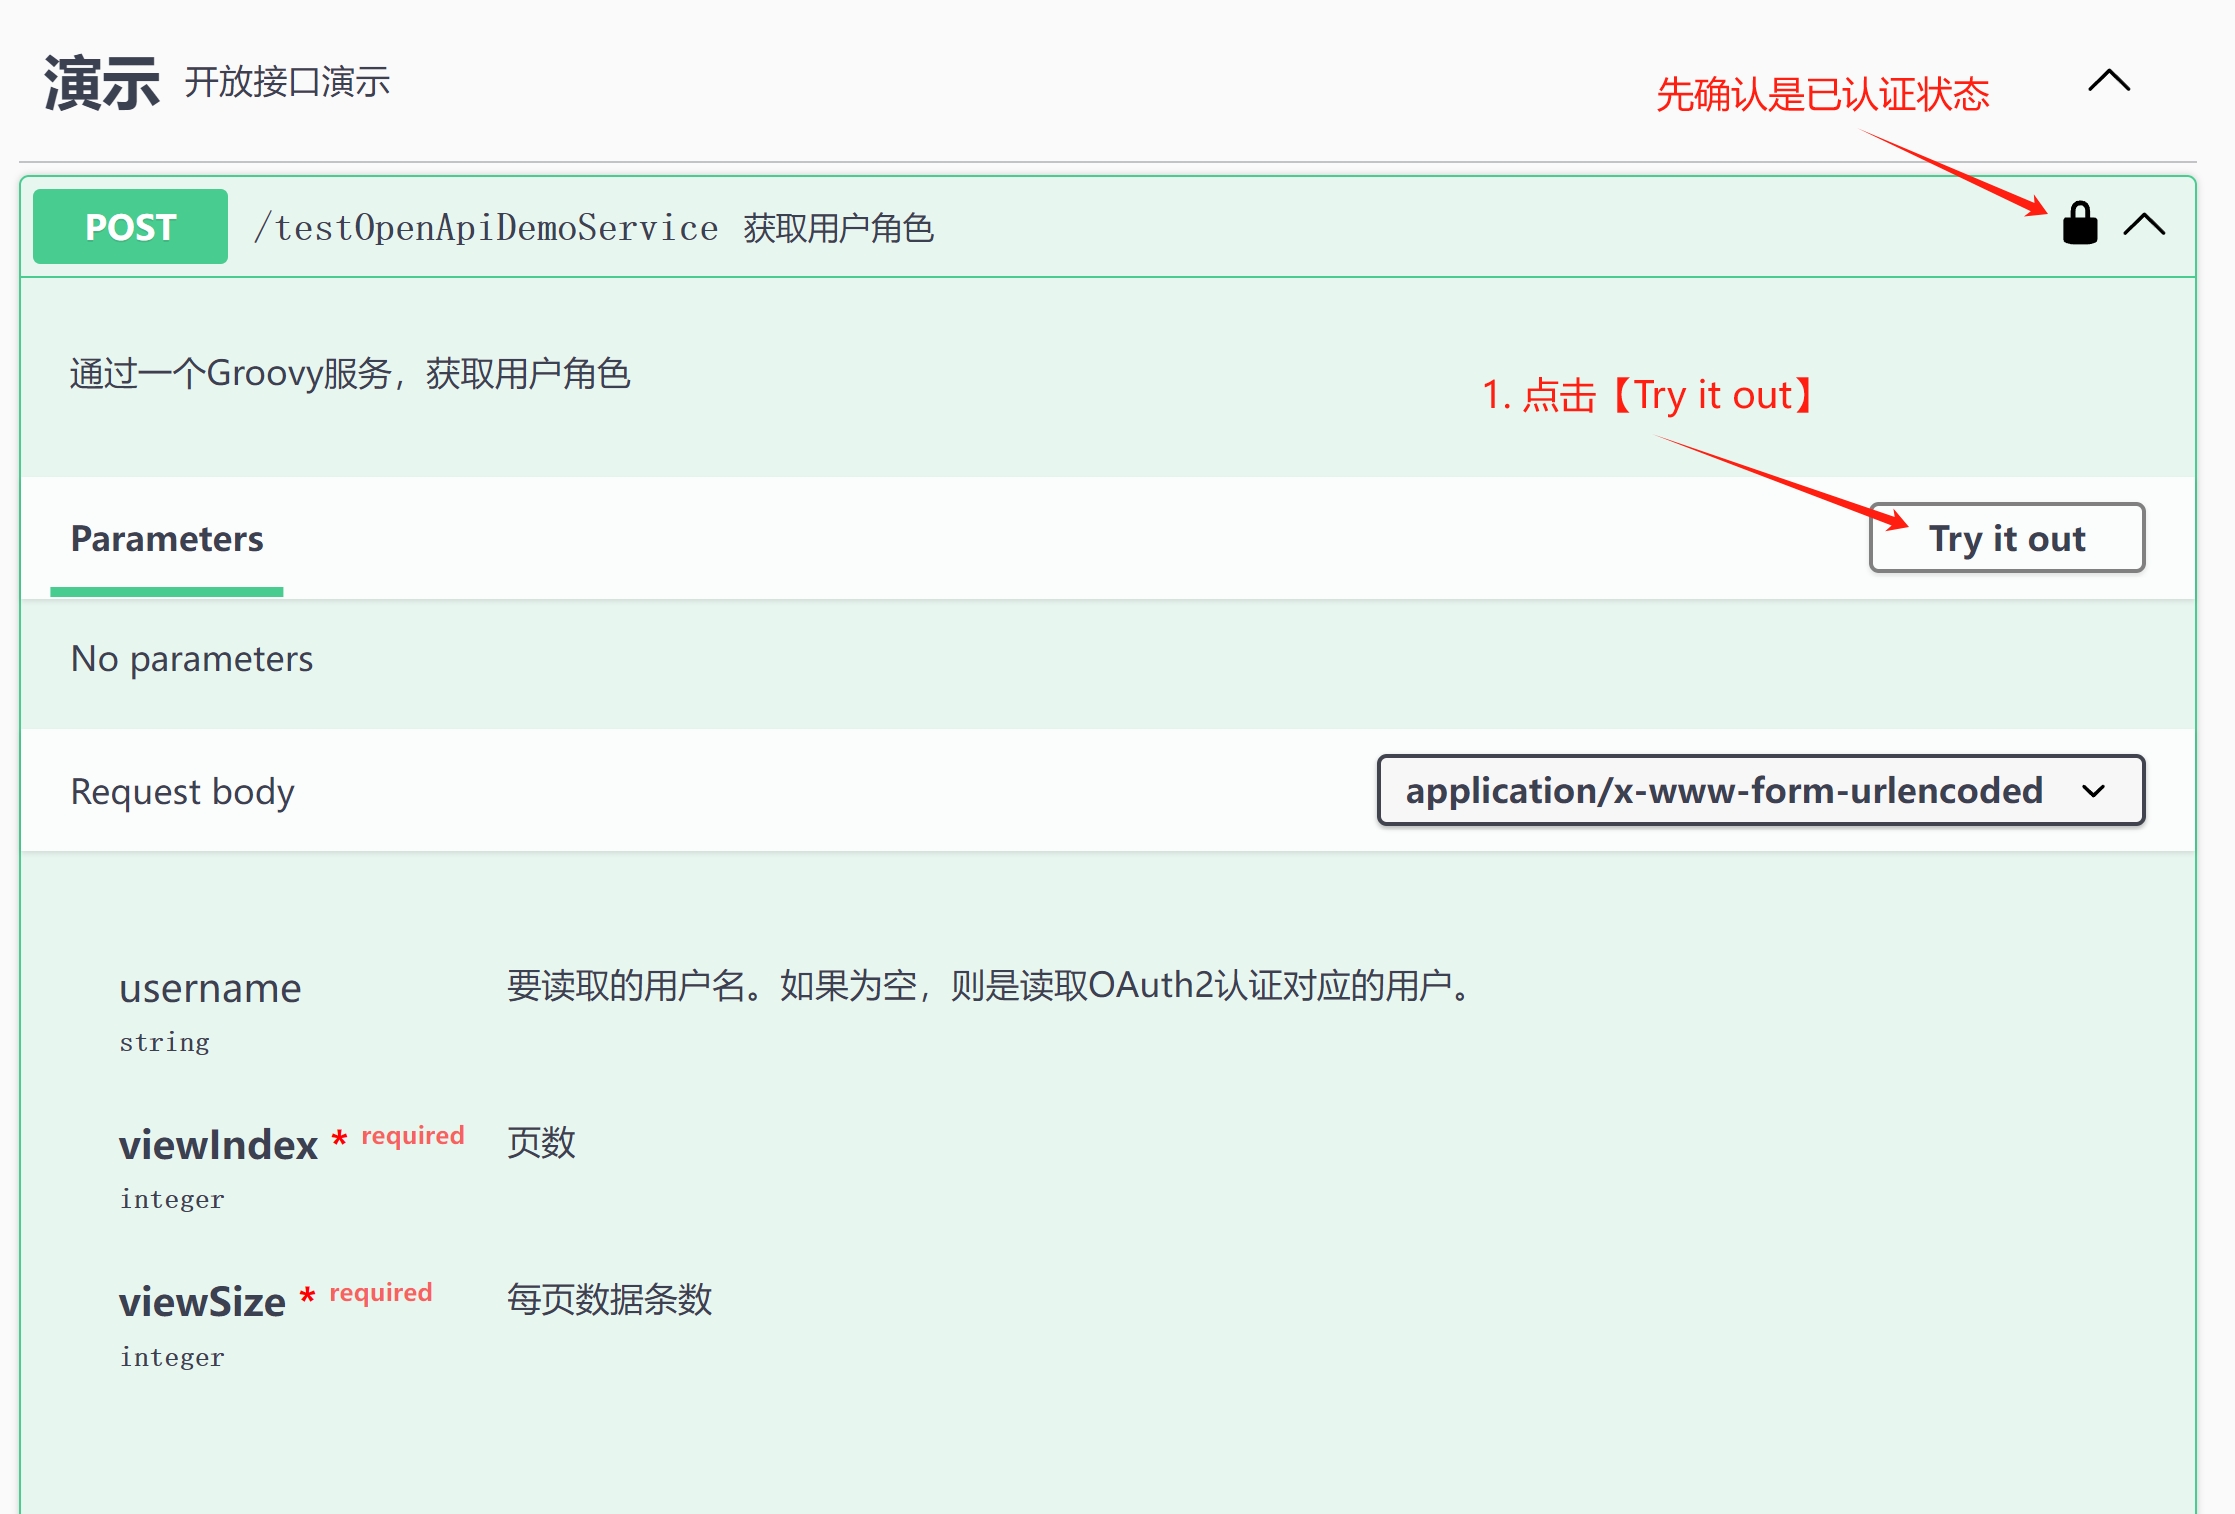 演示 开放接口演示
先确认是已认证状态
POST /testOpenApiDemoService 获取用户角色
通过一个Groovy服务，获取用户角色
1. 点击【Try it out】
Parameters
Try it out
No parameters
Request body
application/x-www-form-urlencoded
username
要读取的用户名。如果为空，则是读取OAuth2认证对应的用户。
string
viewIndex * required
页数
integer
viewSize * required
每页数据条数
integer